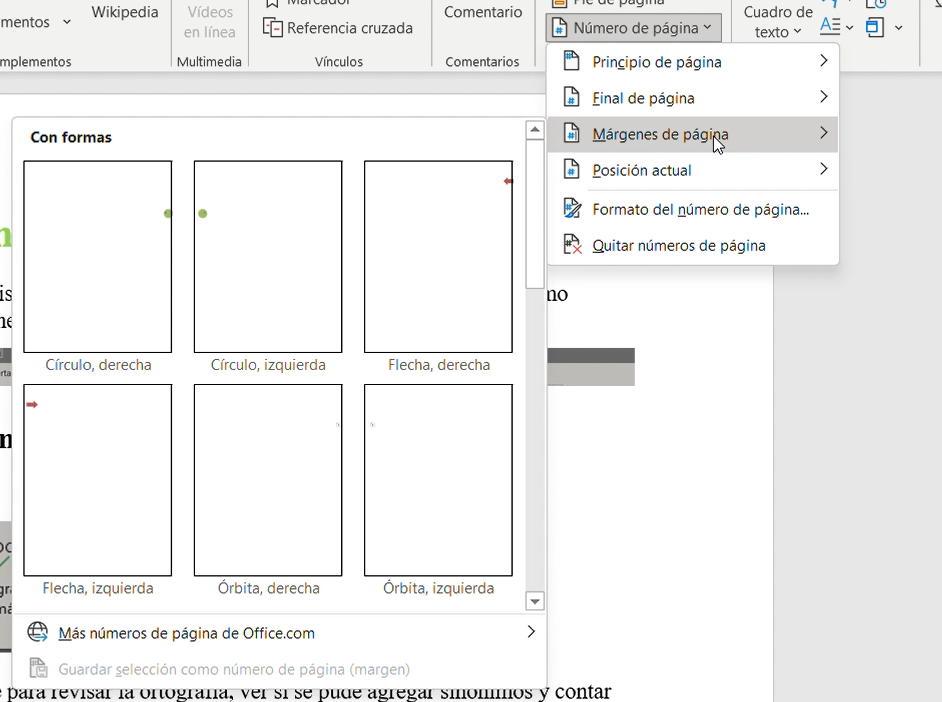 Wikipedia
Vídeos
en línea
Multimedia
Marcador
Referencia cruzada
Vínculos
Comentario
Comentarios
Pie de página
Número de página
Cuadro de
texto
Principio de página
Final de página
Márgenes de página
Posición actual
Formato del número de página...
Quitar números de página
Con formas
Círculo, derecha
Círculo, izquierda
Flecha, derecha
Flecha, izquierda
Órbita, derecha
Órbita, izquierda
Más números de página de Office.com
Guardar selección como número de página (margen)
para revisar la ortografía, ver si se pude agregar sinónimos y contar